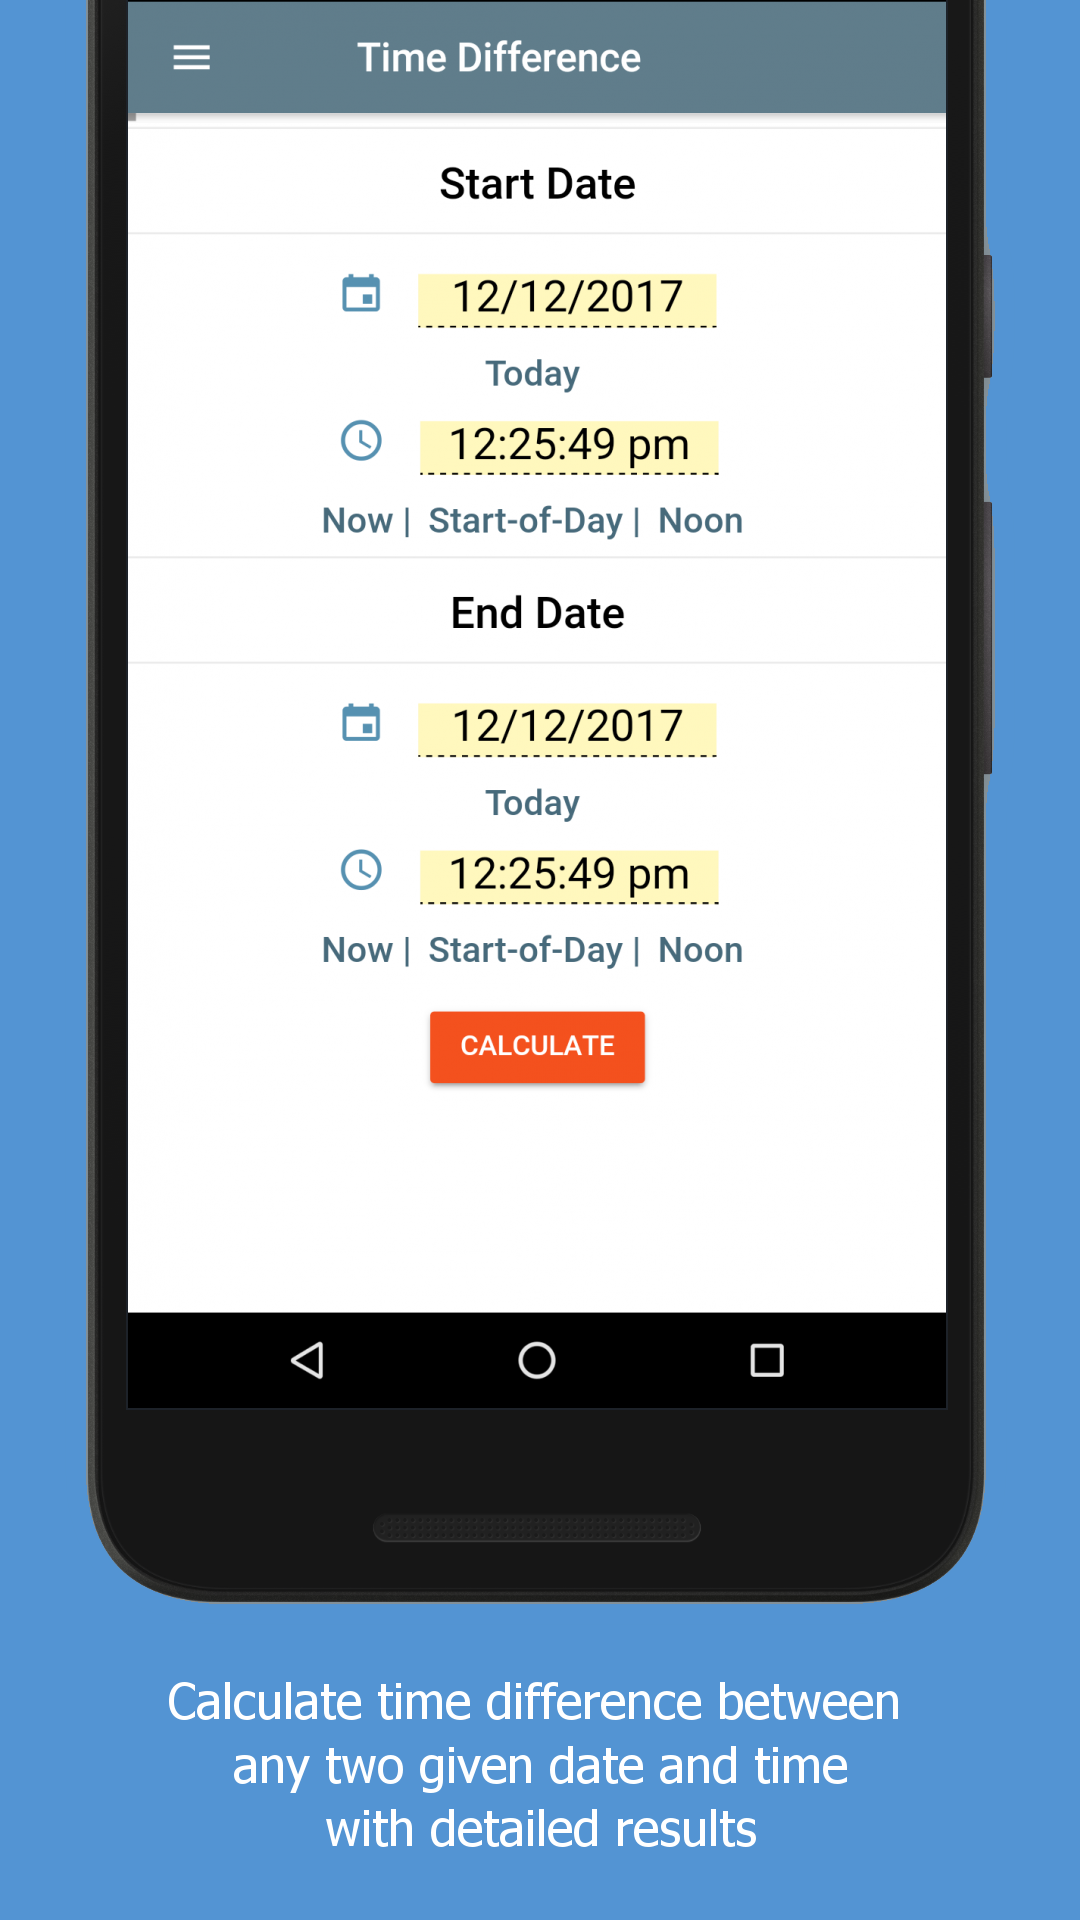 Time Difference
Start Date
12/12/2017
Today
12:25:49 pm
Now | Start-of-Day | Noon
End Date
12/12/2017
Today
12:25:49 pm
Now | Start-of-Day | Noon
CALCULATE
Calculate time difference between
any two given date and time
with detailed results